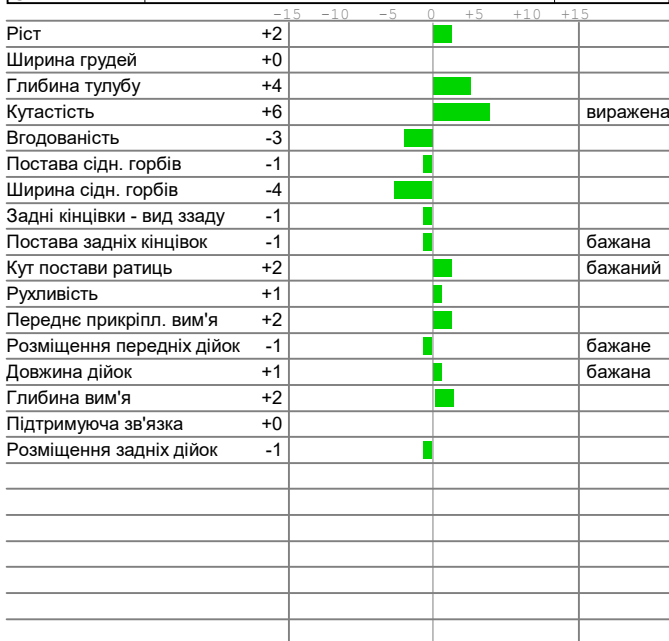 -15 -10 -5 0 +5 +10 +15
Ріст +2
Ширина грудей +0
Глибина тулубу +4
Кутастість +6 виражена
Вгодованість -3
Постава сідн. горбів -1
Ширина сідн. горбів -4
Задні кінцівки - вид ззаду -1
Постава задніх кінцівок -1 бажана
Кут постави ратиць +2 бажаний
Рухливість +1
Переднє прикріпл. вим'я +2
Розміщення передніх дійок -1 бажане
Довжина дійок +1 бажана
Глибина вим'я +2
Підтримуюча зв'язка +0
Розміщення задніх дійок -1